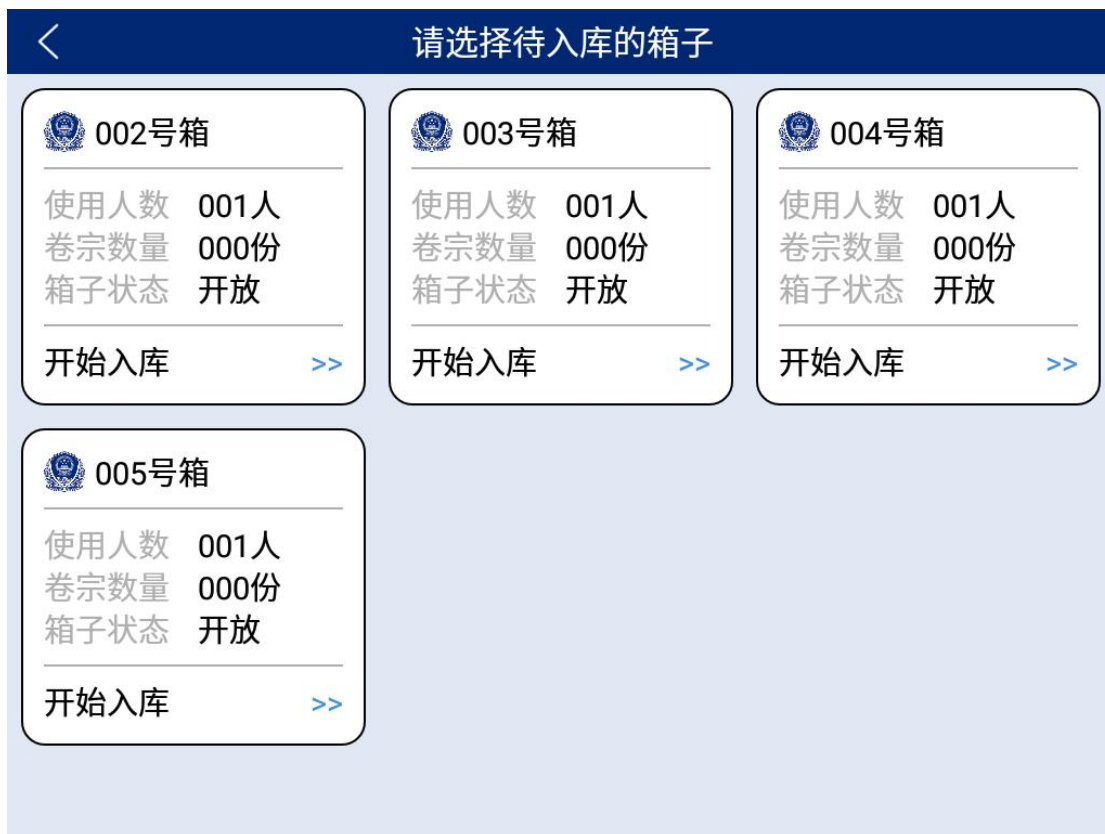 请选择待入库的箱子
002号箱
使用人数 001人
卷宗数量 000份
箱子状态 开放
开始入库 >>
003号箱
使用人数 001人
卷宗数量 000份
箱子状态 开放
开始入库 >>
004号箱
使用人数 001人
卷宗数量 000份
箱子状态 开放
开始入库 >>
005号箱
使用人数 001人
卷宗数量 000份
箱子状态 开放
开始入库 >>